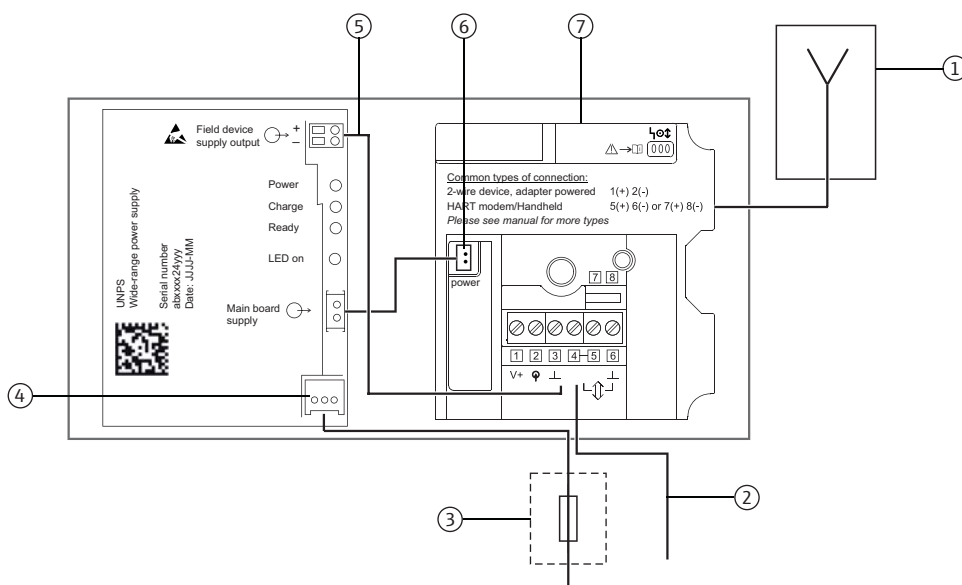 5
6
7
1
Field device
supply output
+
–
000
Common types of connection:
2-wire device, adapter powered 1(+) 2(-)
HART modem/Handheld 5(+) 6(-) or 7(+) 8(-)
Please see manual for more types
Power
Charge
Ready
LED on
power
7 8
UNPS
Wide-range power supply
Serial number
abxxx24yyy
Date: JJJJ-MM
Main board
supply
1 2 3 4 5 6
V+
4
3
2